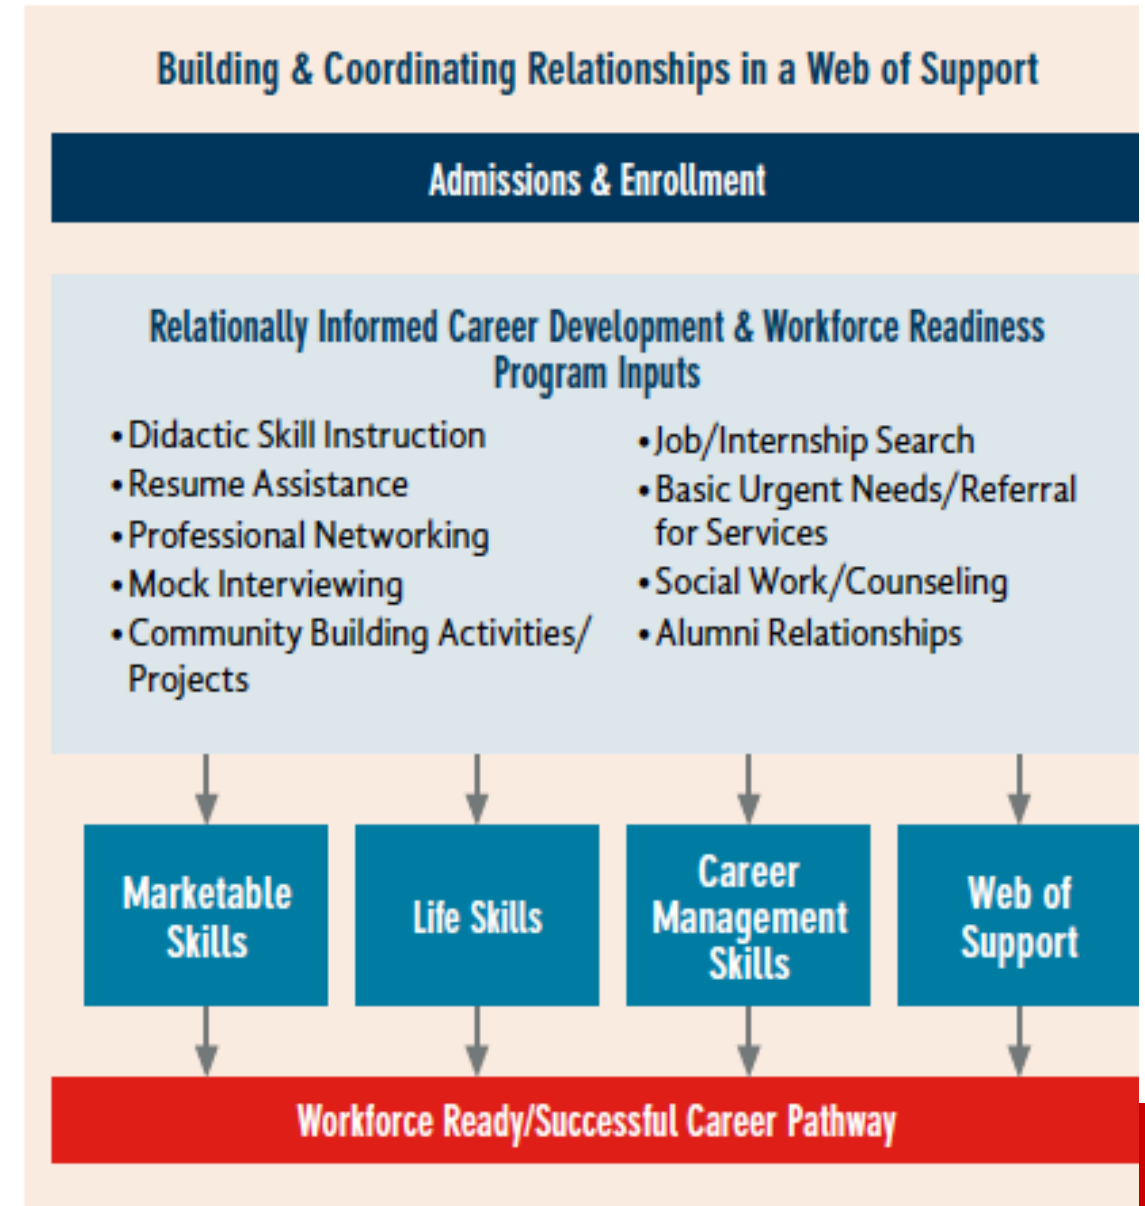 Building & Coordinating Relationships in a Web of Support
Admissions & Enrollment
Relationally Informed Career Development & Workforce Readiness
Program Inputs
•Didactic Skill Instruction
•Resume Assistance
•Professional Networking
•Mock Interviewing
•Community Building Activities/
Projects
•Job/Internship Search
•Basic Urgent Needs/Referral
for Services
•Social Work/Counseling
•Alumni Relationships
Marketable
Skills
Life Skills
Career
Management
Skills
Web of
Support
Workforce Ready/Successful Career Pathway